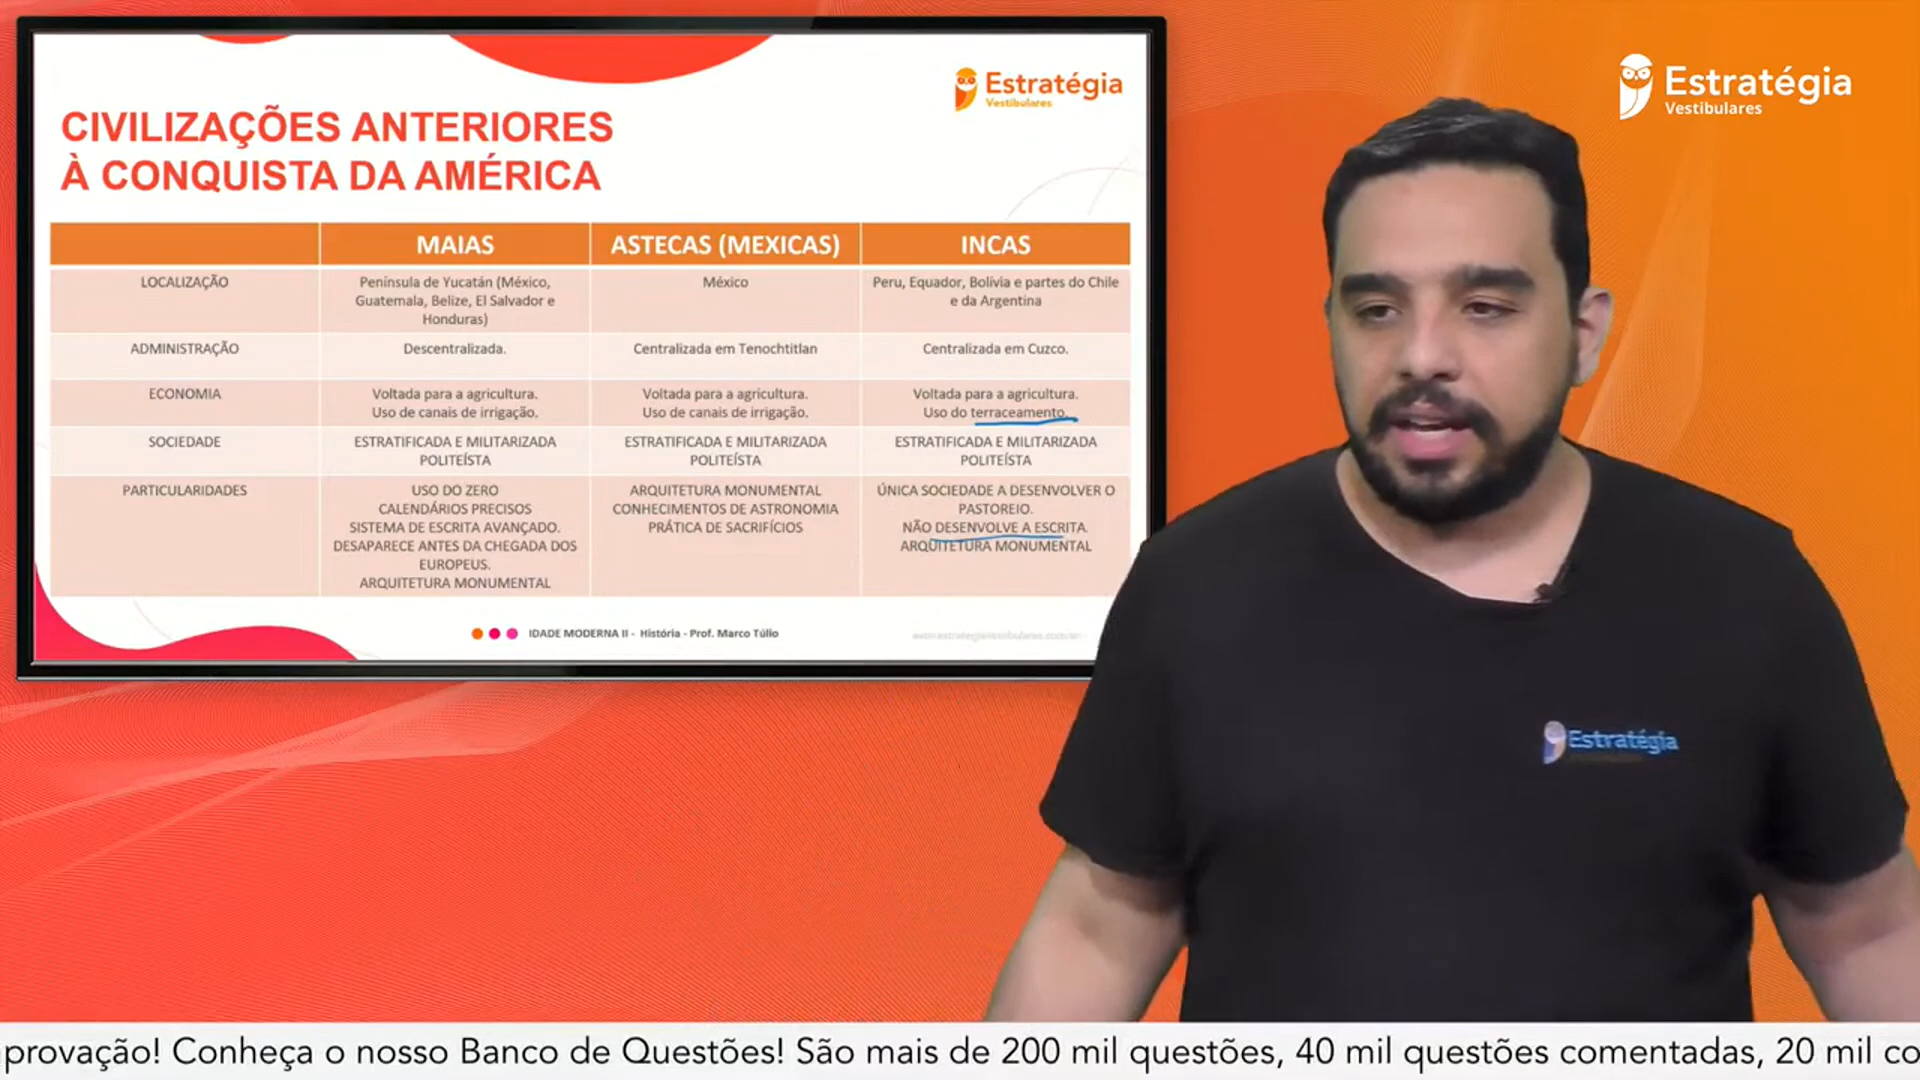 CIVILIZAÇÕES ANTERIORES
À CONQUISTA DA AMÉRICA
Estratégia
Vestibulares
MAIAS
ASTECAS (MEXICAS)
INCAS
LOCALIZAÇÃO
Península de Yucatán (México,
Guatemala, Belize, El Salvador e
Honduras)
México
Peru, Equador, Bolívia e partes do Chile
e da Argentina
ADMINISTRAÇÃO
Descentralizada.
Centralizada em Tenochtitlan
Centralizada em Cuzco.
ECONOMIA
Voltada para a agricultura.
Uso de canais de irrigação.
Voltada para a agricultura.
Uso de canais de irrigação.
Voltada para a agricultura.
Uso do terraceamento.
SOCIEDADE
ESTRATIFICADA E MILITARIZADA
POLITEÍSTA
ESTRATIFICADA E MILITARIZADA
POLITEÍSTA
ESTRATIFICADA E MILITARIZADA
POLITEÍSTA
PARTICULARIDADES
USO DO ZERO
CALENDÁRIOS PRECISOS
SISTEMA DE ESCRITA AVANÇADO.
DESAPARECE ANTES DA CHEGADA DOS
EUROPEUS.
ARQUITETURA MONUMENTAL
ARQUITETURA MONUMENTAL
CONHECIMENTOS DE ASTRONOMIA
PRÁTICA DE SACRIFÍCIOS
ÚNICA SOCIEDADE A DESENVOLVER O
PASTOREIO.
NÃO DESENVOLVE A ESCRITA.
ARQUITETURA MONUMENTAL
IDADE MODERNA II - História - Prof. Marco Túlio
Estratégia
Vestibulares
Estratégia
provação! Conheça o nosso Banco de Questões! São mais de 200 mil questões, 40 mil questões comentadas, 20 mil co